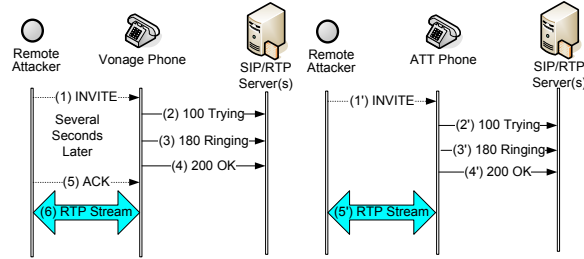 Remote
Attacker
Vonage Phone
SIP/RTP
Server(s)
(1) INVITE
Several
Seconds
Later
(2) 100 Trying
(3) 180 Ringing
(4) 200 OK
(5) ACK
(6) RTP Stream
Remote
Attacker
ATT Phone
SIP/RTP
Server(s)
(1') INVITE
(2') 100 Trying
(3') 180 Ringing
(4') 200 OK
(5') RTP Stream